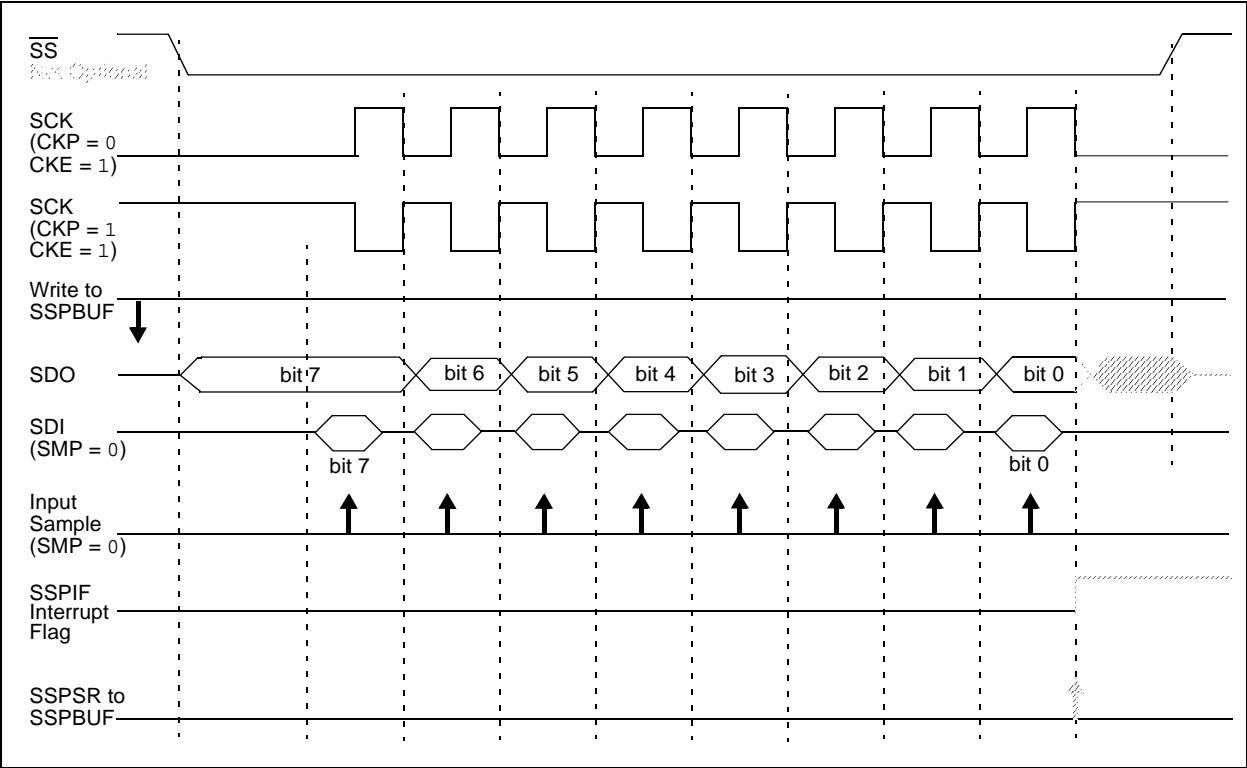 SS
Not Optional
SCK
(CKP = 0
CKE = 1)
SCK
(CKP = 1
CKE = 1)
Write to
SSPBUF
SDO
bit 7
bit 6
bit 5
bit 4
bit 3
bit 2
bit 1
bit 0
SDI
(SMP = 0)
bit 7
bit 0
Input
Sample
(SMP = 0)
SSPIF
Interrupt
Flag
SSPSR to
SSPBUF